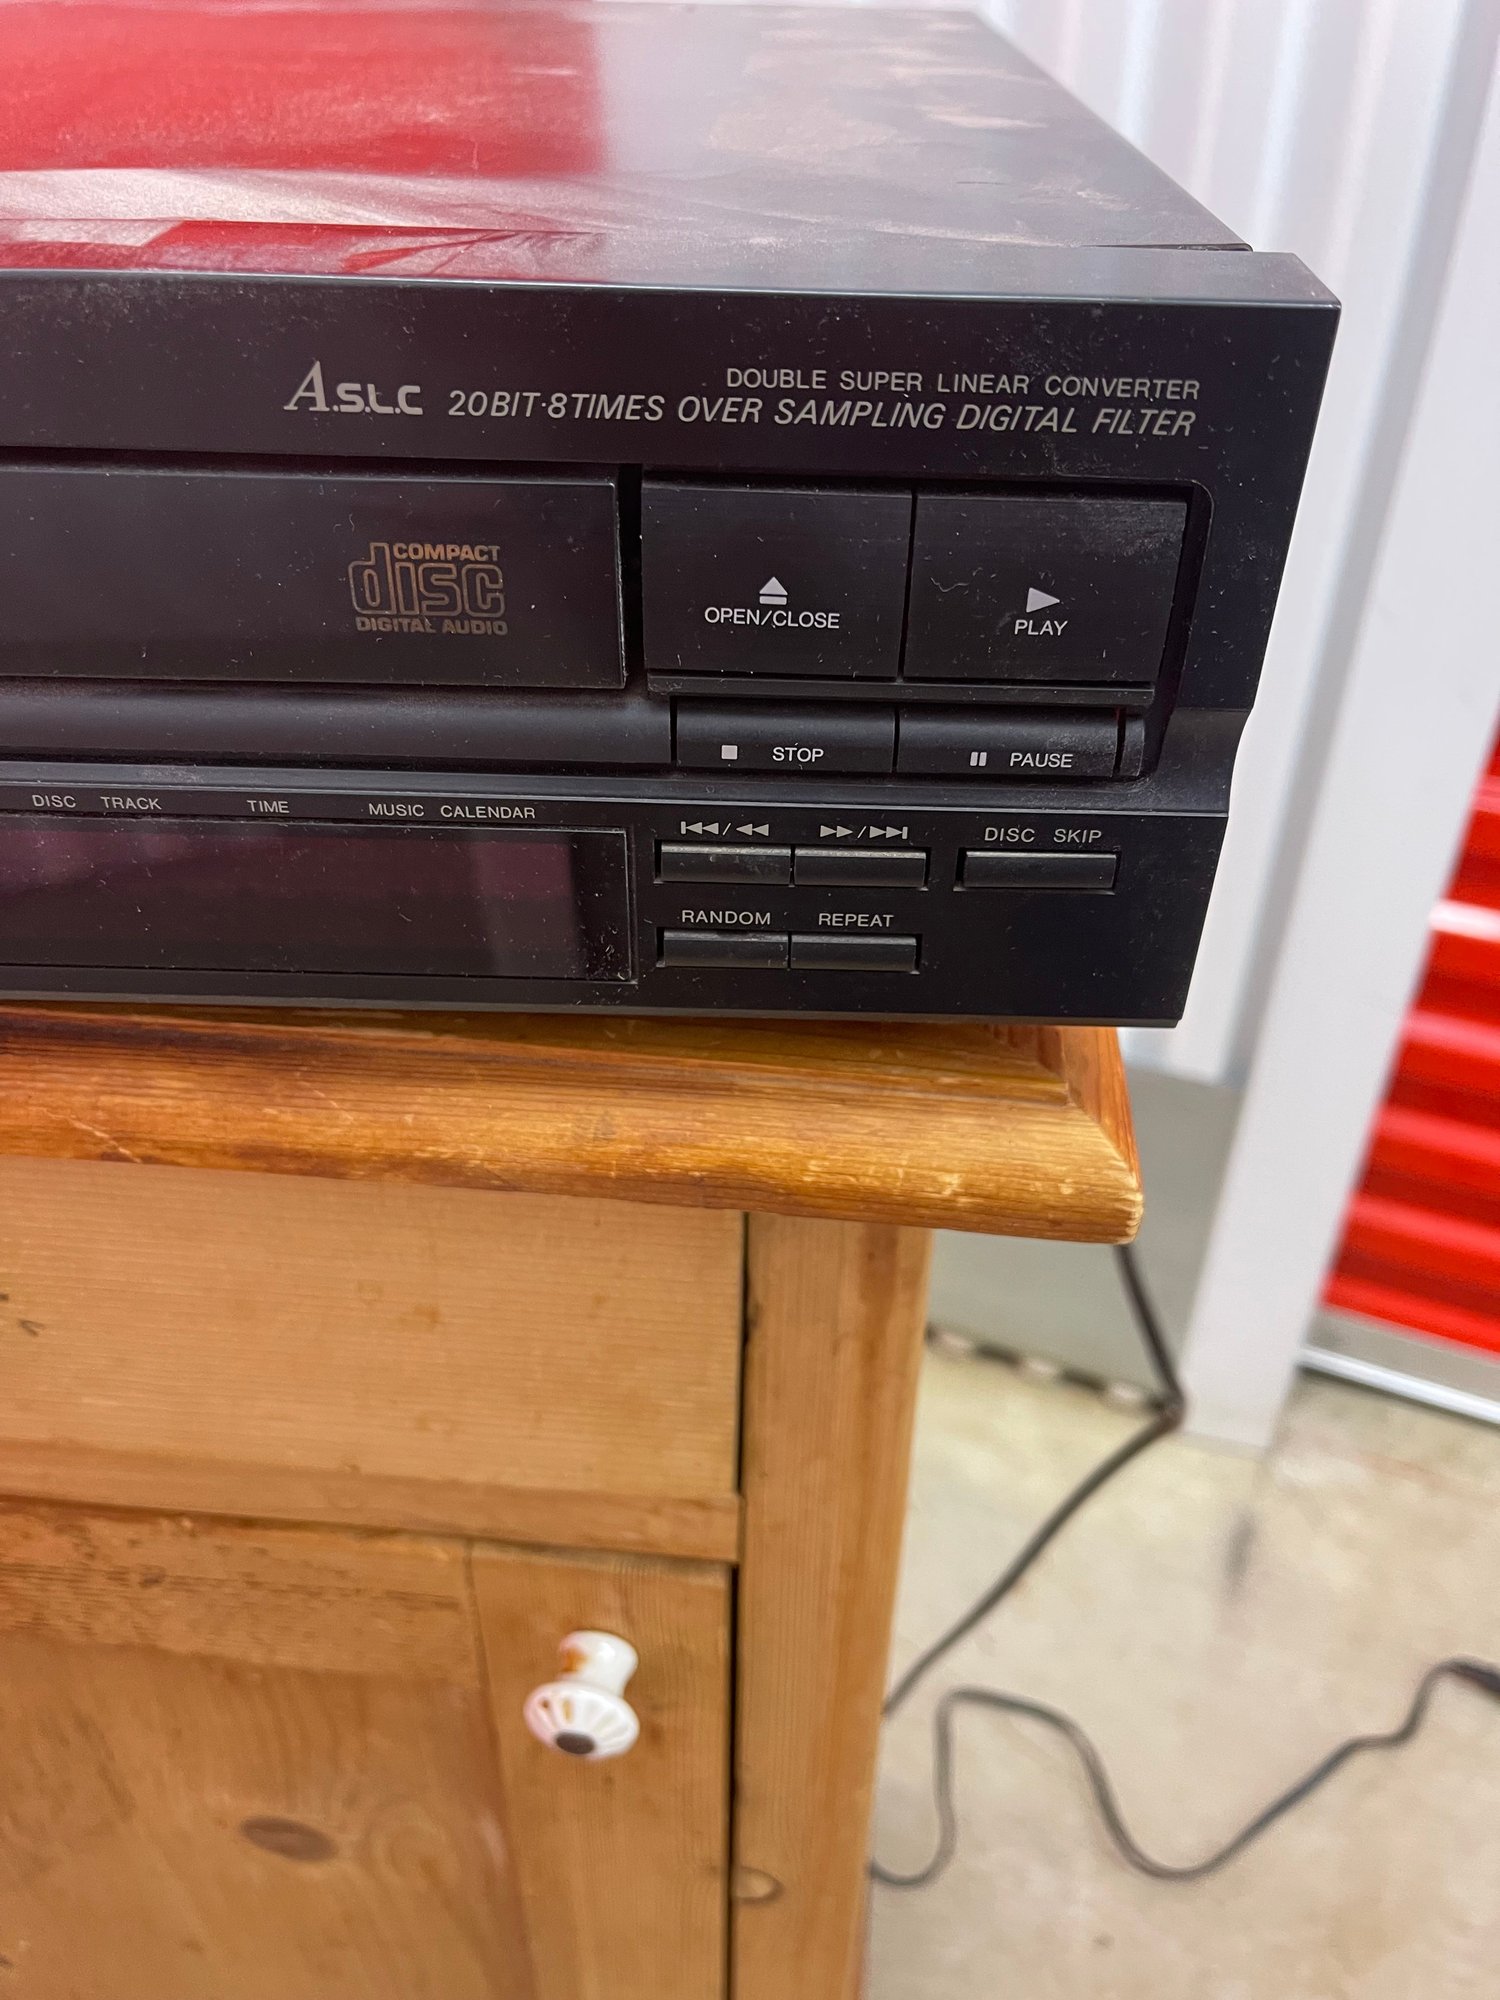 DOUBLE SUPER LINEAR CONVERTER
A.S.L.C 20BIT·8TIMES OVER SAMPLING DIGITAL FILTER
COMPACT
disc
DIGITAL AUDIO
OPEN/CLOSE
PLAY
STOP
PAUSE
DISC TRACK TIME MUSIC CALENDAR
DISC SKIP
RANDOM REPEAT